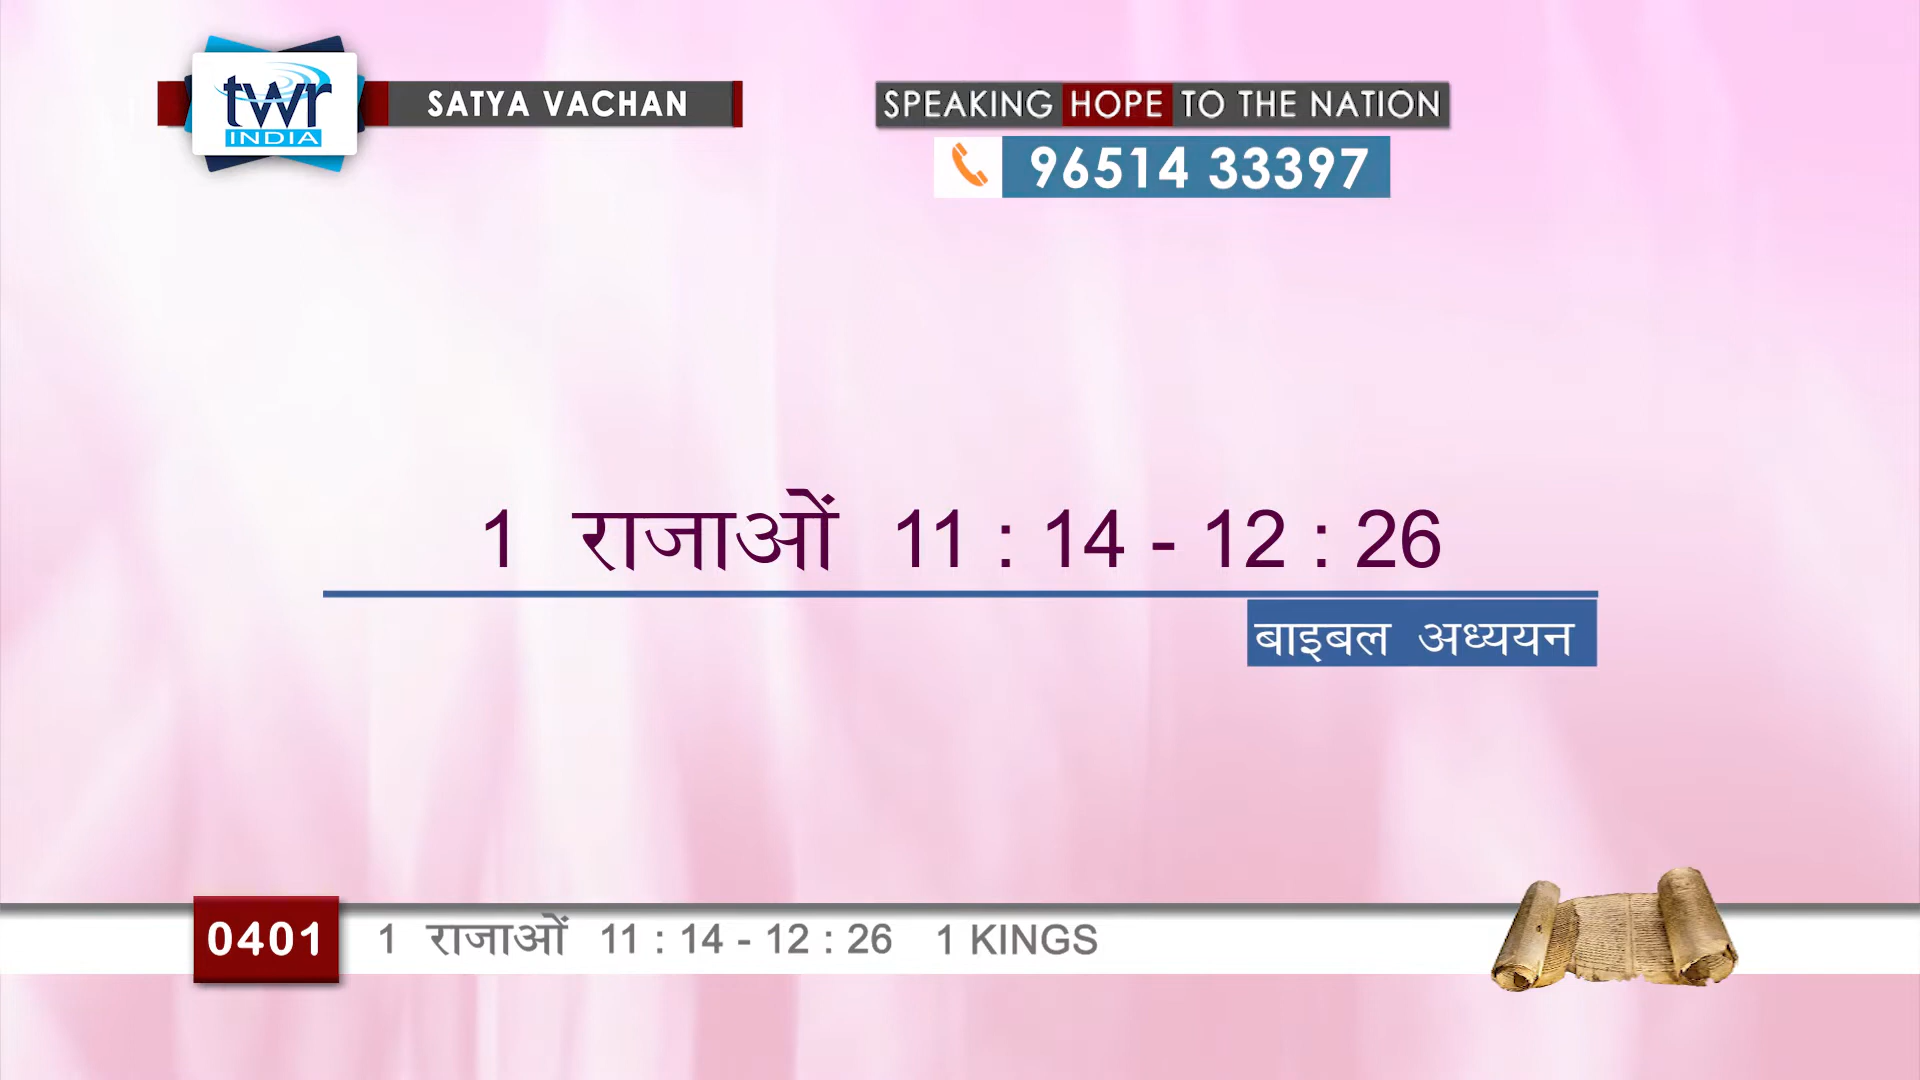 twr
INDIA
SATYA VACHAN
SPEAKING HOPE TO THE NATION
96514 33397
1 राजाओं 11 : 14 - 12 : 26
बाइबल अध्ययन
0401
1 राजाओं 11 : 14 - 12 : 26 1 KINGS